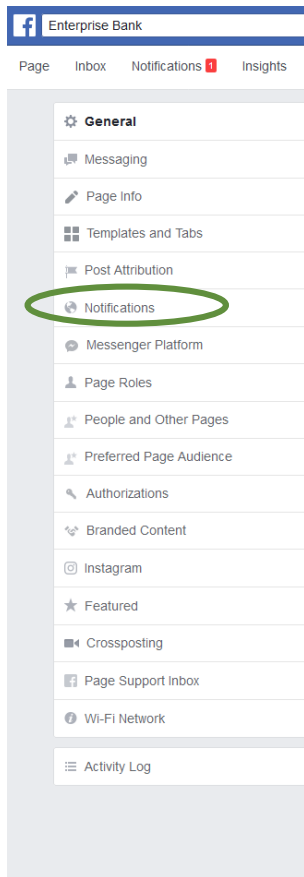 f Enterprise Bank
Page Inbox Notifications 1 Insights
General
Messaging
Page Info
Templates and Tabs
Post Attribution
Notifications
Messenger Platform
Page Roles
People and Other Pages
Preferred Page Audience
Authorizations
Branded Content
Instagram
Featured
Crossposting
Page Support Inbox
Wi-Fi Network
Activity Log